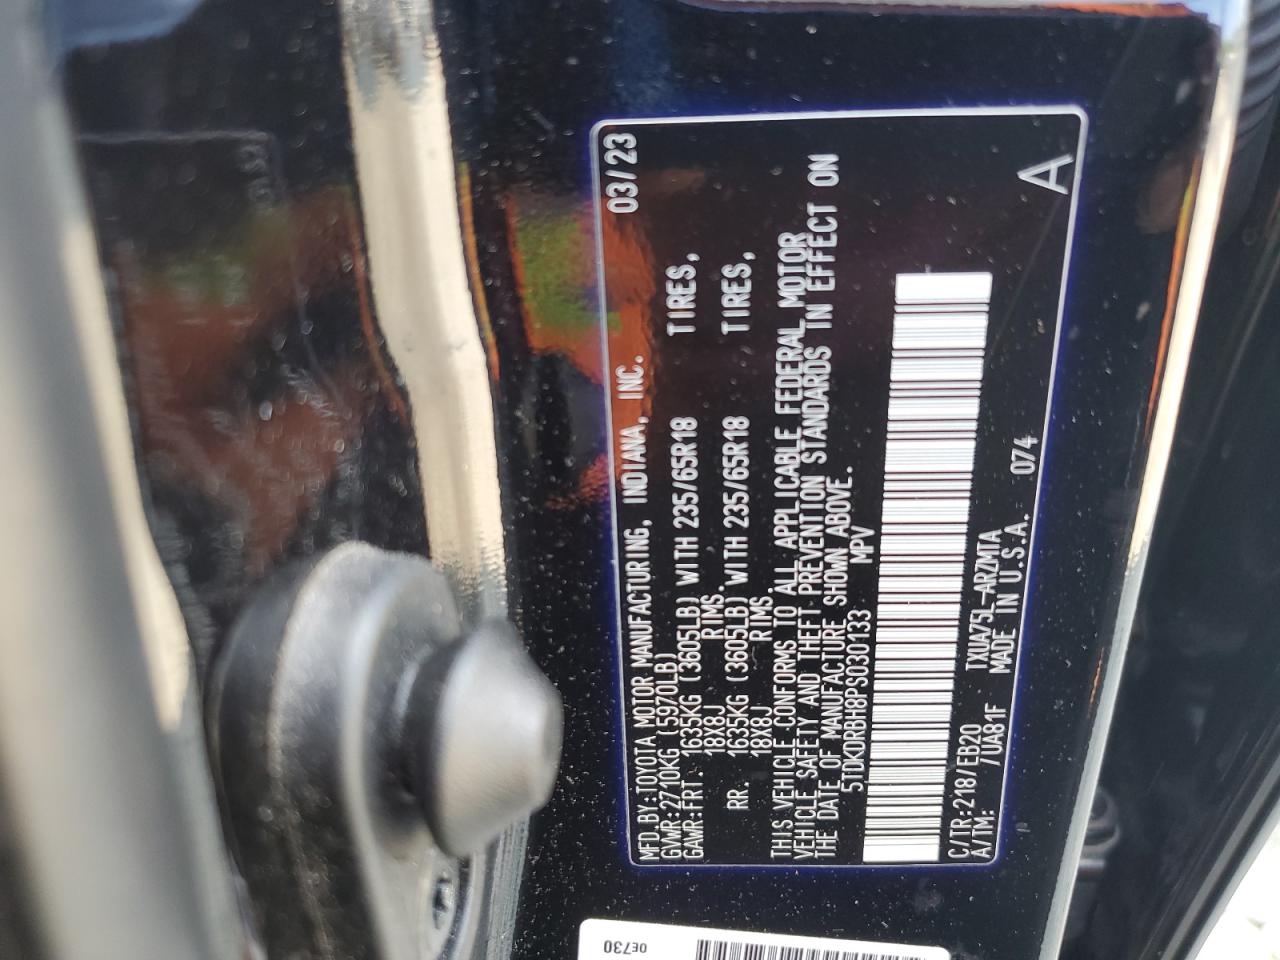 MFD.BY:TOYOTA MOTOR MANUFACTURING, INDIANA, INC. 03/23
GVWR:2710KG (5970LB)
GAWR:FRT. 1635KG (3605LB) WITH 235/65R18 TIRES,
18X8J RIMS.
RR. 1635KG (3605LB) WITH 235/65R18 TIRES,
18X8J RIMS.
THIS VEHICLE CONFORMS TO ALL APPLICABLE FEDERAL MOTOR
VEHICLE SAFETY AND THEFT PREVENTION STANDARDS IN EFFECT ON
THE DATE OF MANUFACTURE SHOWN ABOVE.
5TDKDRBH8PS030133 MPV
A
C/TR:218/EB20 TXUA75L-ARZMTA
A/TM: /UA81F MADE IN U.S.A. 074
0E730